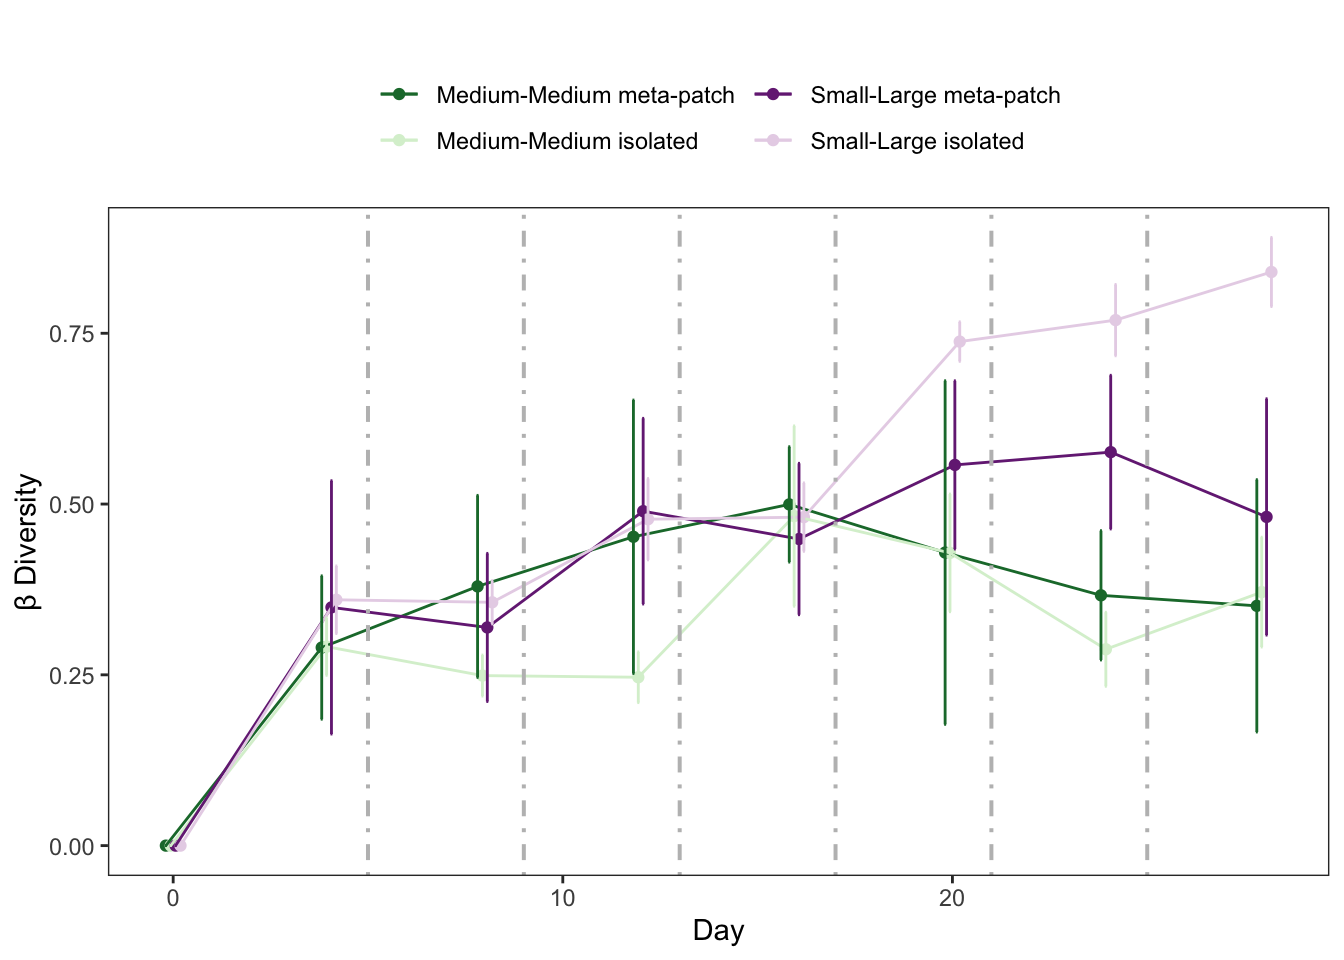 Medium-Medium meta-patch Small-Large meta-patch
Medium-Medium isolated Small-Large isolated
β Diversity
0.75
0.50
0.25
0.00
0 10 20
Day